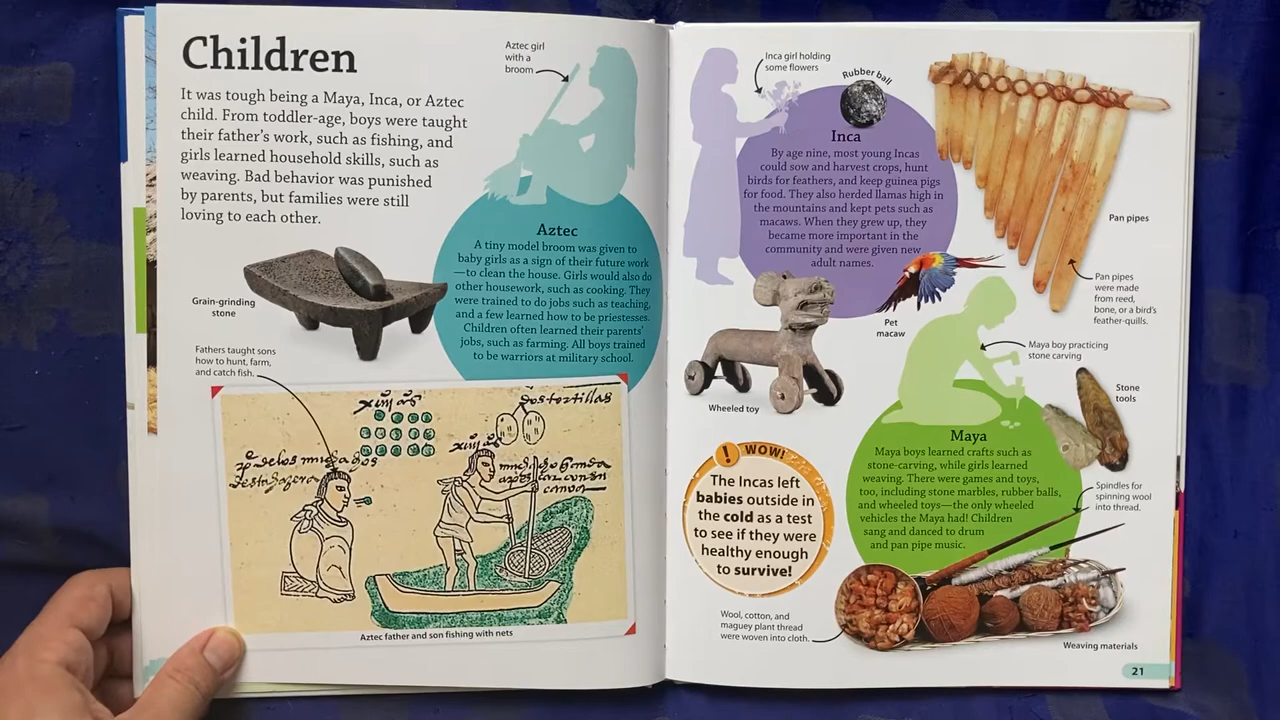 Children
It was tough being a Maya, Inca, or Aztec
child. From toddler-age, boys were taught
their father's work, such as fishing, and
girls learned household skills, such as
weaving. Bad behavior was punished
by parents, but families were still
loving to each other.
Aztec girl
with a
broom
Aztec
A tiny model broom was given to
baby girls as a sign of their future work
—to clean the house. Girls would also do
other housework, such as cooking. They
were trained to do jobs such as teaching,
and a few learned how to be priestesses.
Children often learned their parents'
jobs, such as farming. All boys trained
to be warriors at military school.
Grain-grinding
stone
Fathers taught sons
how to hunt, farm,
and catch fish.
dos tortillas
Aztec father and son fishing with nets
Inca girl holding
some flowers
Rubber ball
Inca
By age nine, most young Incas
could sow and harvest crops, hunt
birds for feathers, and keep guinea pigs
for food. They also herded llamas high in
the mountains and kept pets such as
macaws. When they grew up, they
became more important in the
community and were given new
adult names.
Pan pipes
Pan pipes
were made
from reed,
bone, or a bird's
feather-quills.
Pet
macaw
Wheeled toy
Maya boy practicing
stone carving
Stone
tools
Maya
Maya boys learned crafts such as
stone-carving, while girls learned
weaving. There were games and toys,
too, including stone marbles, rubber balls,
and wheeled toys—the only wheeled
vehicles the Maya had! Children
sang and danced to drum
and pan pipe music.
! WOW!
The Incas left
babies outside in
the cold as a test
to see if they were
healthy enough
to survive!
Spindles for
spinning wool
into thread.
Wool, cotton, and
maguey plant thread
were woven into cloth.
Weaving materials
21